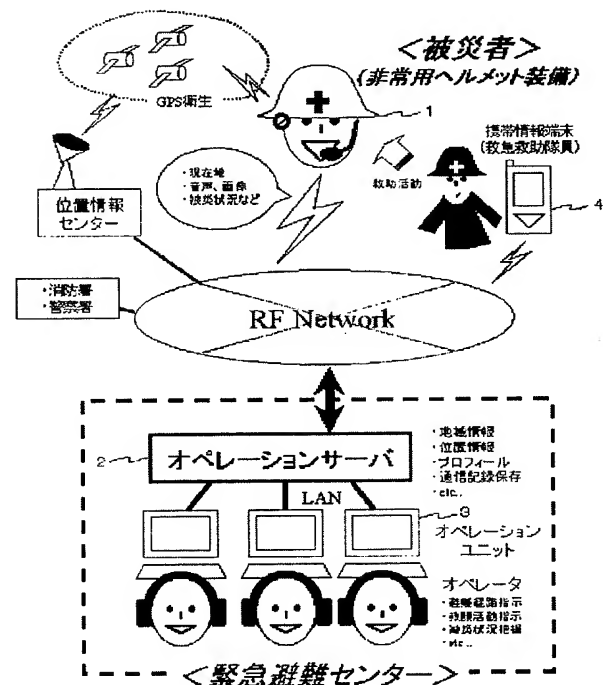 ＜被災者＞
(非常用ヘルメット装備)
GPS衛生
1
携帯情報端末
(救急救助隊員)
・現在地
・音声、画像
・被災状況など
救助活動
4
位置情報
センター
・消防署
・警察署
RF Network
2
オペレーションサーバ
・地域情報
・位置情報
・プロフィール
・通信記録保存
・etc..
LAN
3
オペレーション
ユニット
オペレータ
・避難経路指示
・救助活動指示
・被災状況把握
・etc..
＜緊急避難センター＞